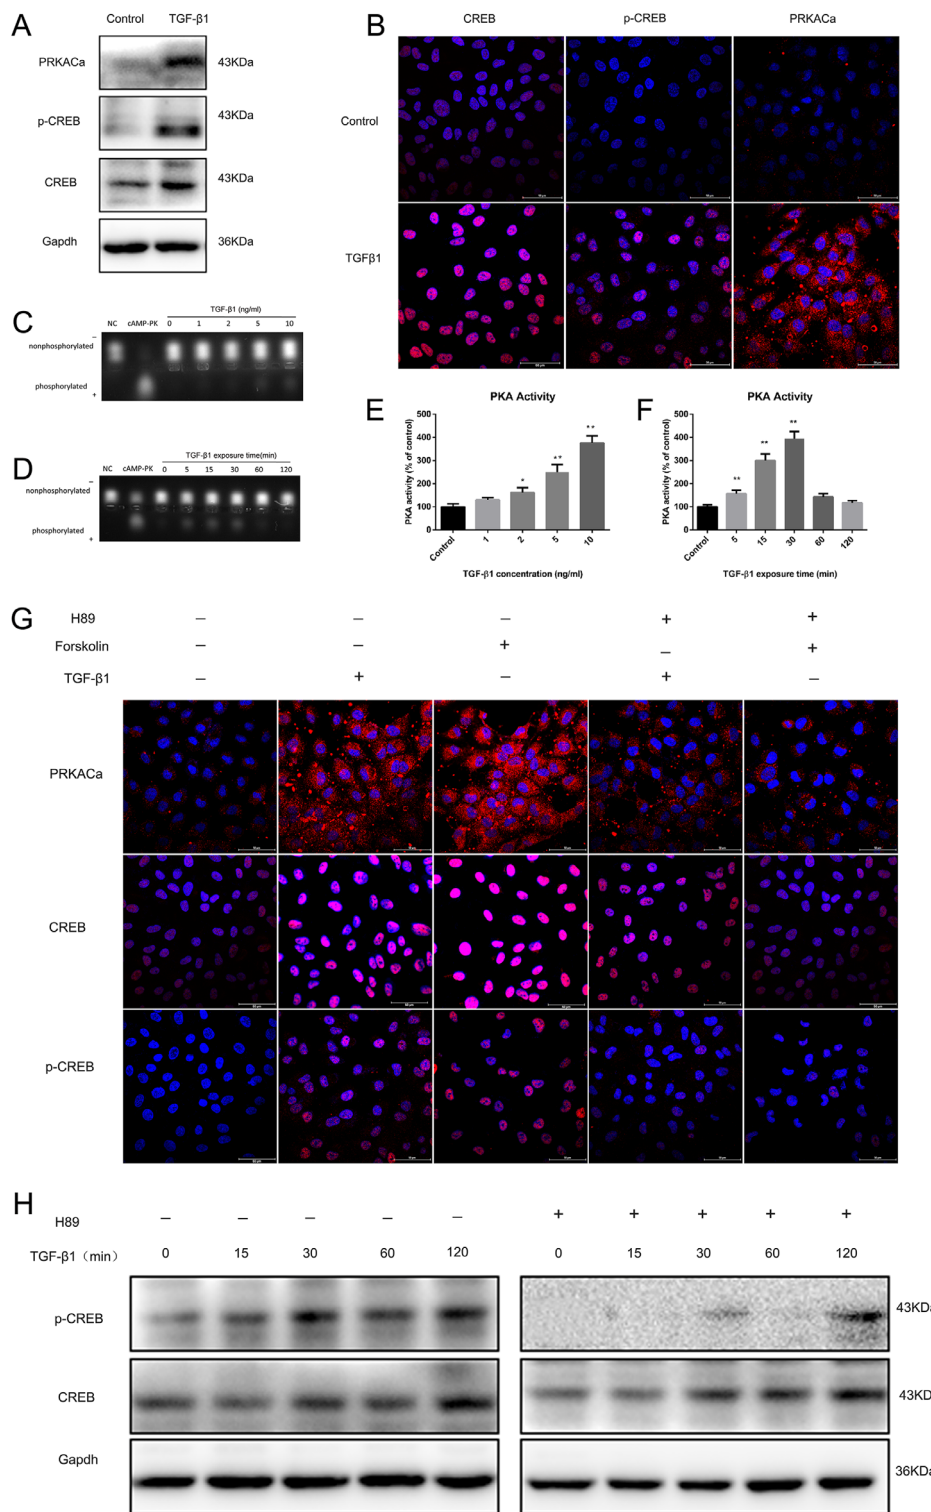 A
Control TGF-β1
PRKACa 43KDa
p-CREB 43KDa
CREB 43KDa
Gapdh 36KDa
B
CREB p-CREB PRKACa
Control
TGFβ1
C
TGF-β1 (ng/ml)
NC cAMP-PK 0 1 2 5 10
−
nonphosphorylated
phosphorylated
+
D
TGF-β1 exposure time(min)
NC cAMP-PK 0 5 15 30 60 120
−
nonphosphorylated
phosphorylated
+
E
PKA Activity
PKA activity (% of control)
500
400
300
200
100
0
* ** **
Control 1 2 5 10
TGF-β1 concentration (ng/ml)
F
PKA Activity
PKA activity (% of control)
500
400
300
200
100
0
** ** **
Control 5 15 30 60 120
TGF-β1 exposure time (min)
G
H89 − − − + +
Forskolin − − + − +
TGF-β1 − + − + −
PRKACa
CREB
p-CREB
H
H89 − − − − − + + + + +
TGF-β1（min） 0 15 30 60 120 0 15 30 60 120
p-CREB 43KDa
CREB 43KD
Gapdh 36KDa